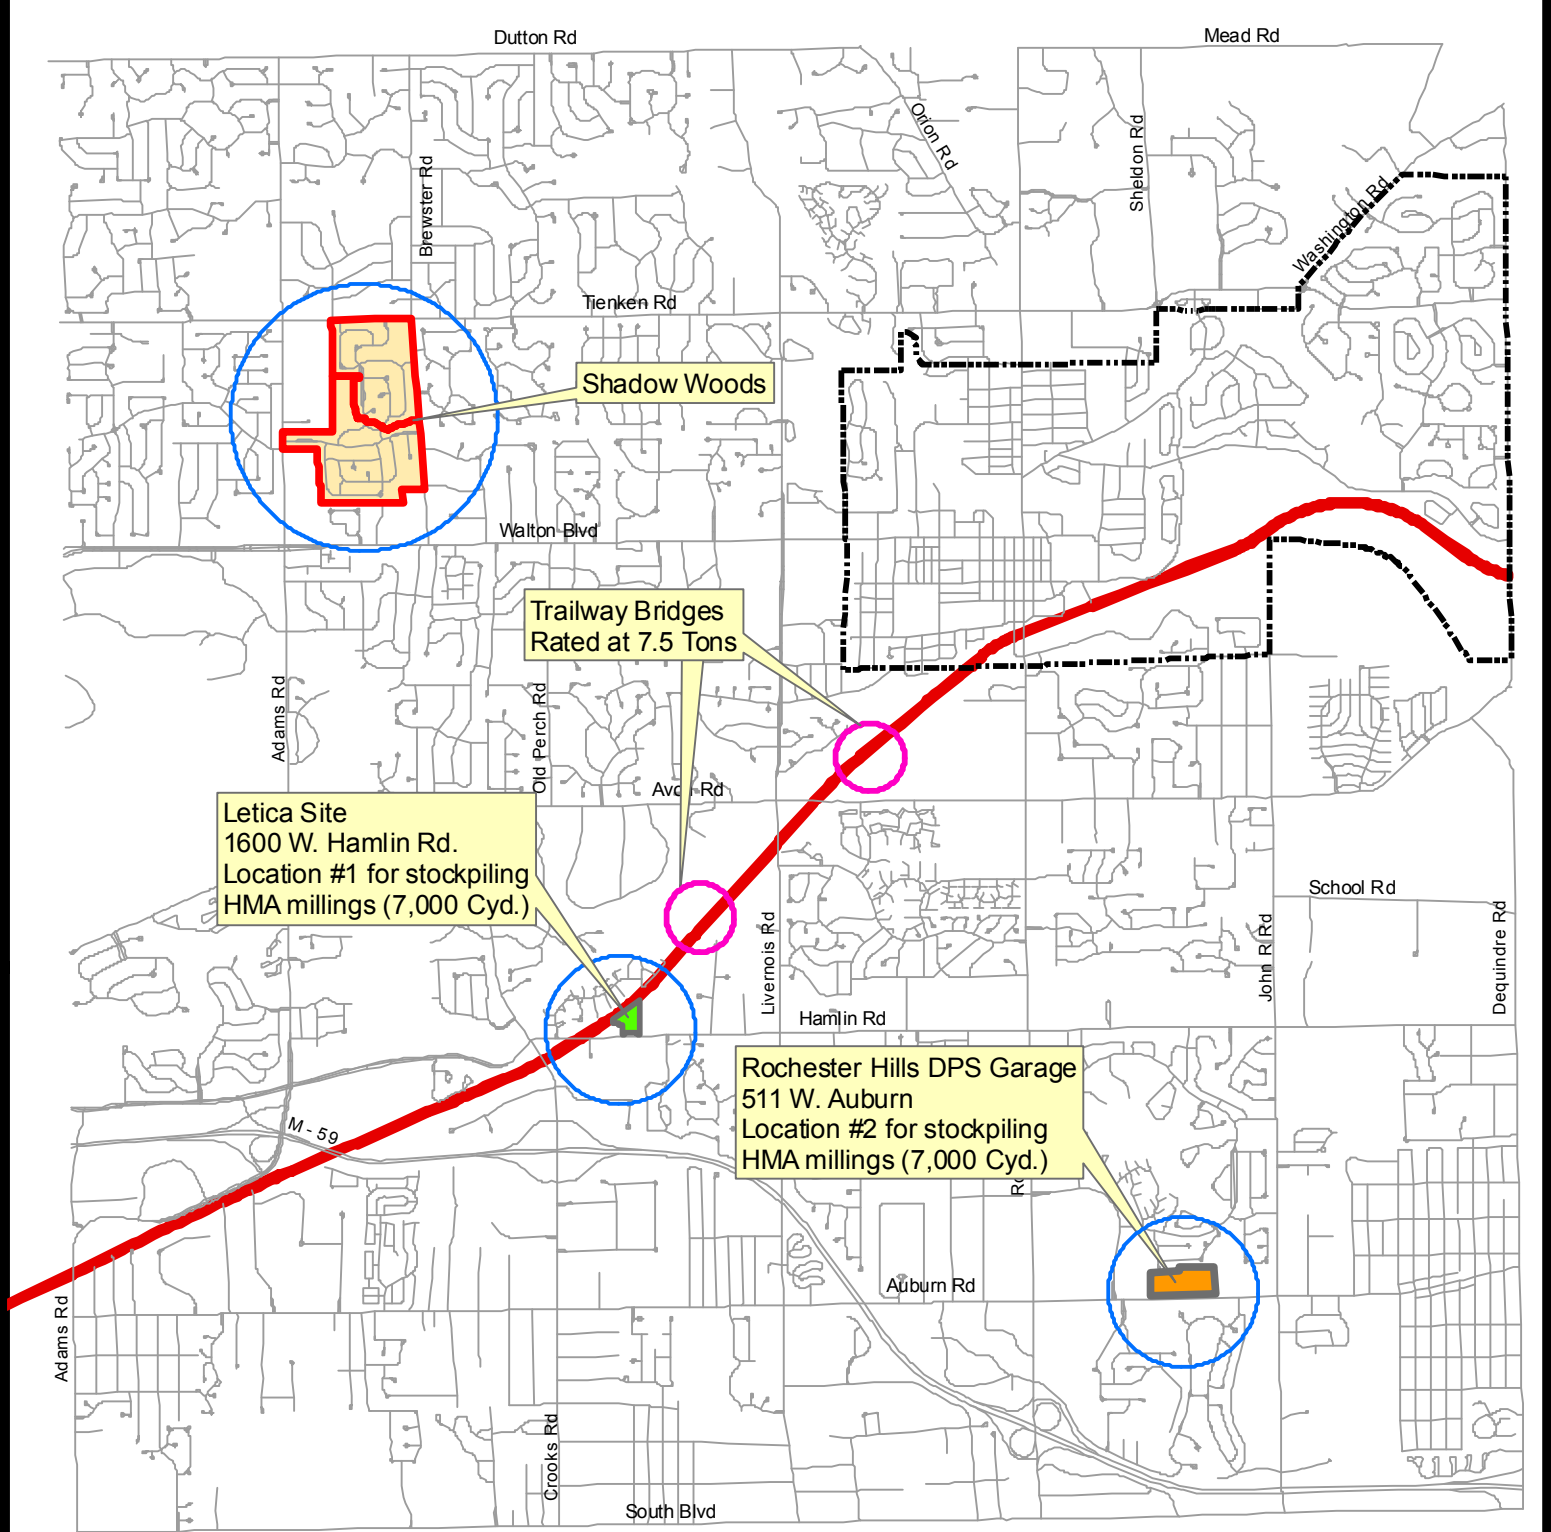 Dutton Rd
Mead Rd
Orion Rd
Sheldon Rd
Brewster Rd
Washington Rd
Tienken Rd
Shadow Woods
Walton Blvd
Trailway Bridges
Rated at 7.5 Tons
Adams Rd
Old Perch Rd
Rd
Letica Site
1600 W. Hamlin Rd.
Location #1 for stockpiling
HMA millings (7,000 Cyd.)
School Rd
Livernois Rd
John R Rd
Dequindre Rd
Hamlin Rd
Rochester Hills DPS Garage
511 W. Auburn
Location #2 for stockpiling
HMA millings (7,000 Cyd.)
M - 59
Auburn Rd
Adams Rd
Crooks Rd
South Blvd